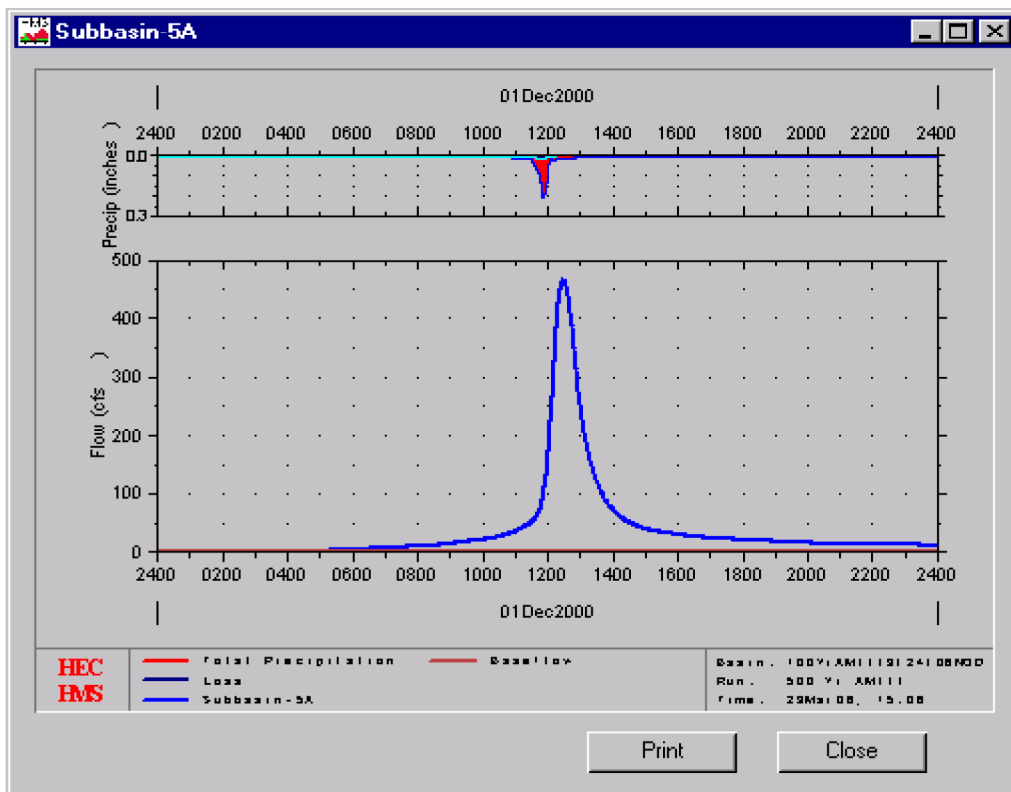 Subbasin-5A
01Dec2000
2400 0200 0400 0600 0800 1000 1200 1400 1600 1800 2000 2200 2400
Precip (inches )
0.0
0.3
Flow (cfs )
500
400
300
200
100
0
2400 0200 0400 0600 0800 1000 1200 1400 1600 1800 2000 2200 2400
01Dec2000
HEC
HMS
Total Precipitation
Baseflow
Loss
Subbasin-5A
Basin:
Run: 500 Yr
Time:
Print
Close